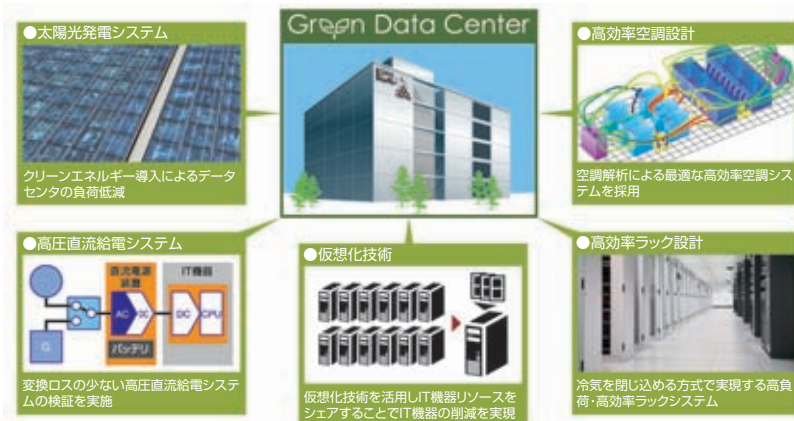 Green Data Center
●太陽光発電システム
クリーンエネルギー導入によるデータ
センタの負荷低減
●高効率空調設計
空調解析による最適な高効率空調シス
テムを採用
●高圧直流給電システム
直流電源
装置
IT機器
AC
DC
DC
CPU
G
バッテリ
変換ロスの少ない高圧直流給電システ
ムの検証を実施
●仮想化技術
仮想化技術を活用しIT機器リソースを
シェアすることでIT機器の削減を実現
●高効率ラック設計
冷気を閉じ込める方式で実現する高負
荷・高効率ラックシステム